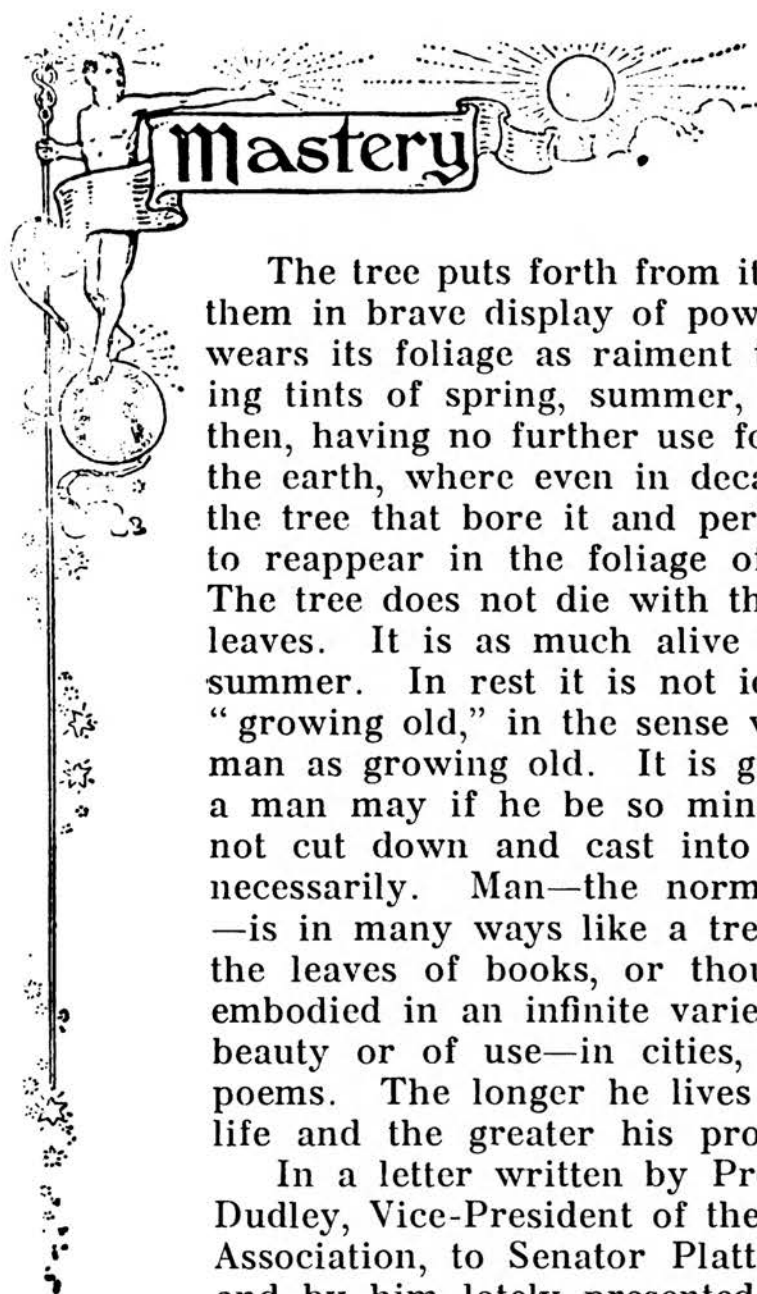 Mastery
The tree puts forth from it
them in brave display of pow
wears its foliage as raiment
ing tints of spring, summer,
then, having no further use fo
the earth, where even in deca
the tree that bore it and per
to reappear in the foliage of
The tree does not die with th
leaves. It is as much alive
summer. In rest it is not i
“growing old,” in the sense
man as growing old. It is g
a man may if he be so min
not cut down and cast into
necessarily. Man—the norm
—is in many ways like a tre
the leaves of books, or thou
embodied in an infinite varie
beauty or of use—in cities,
poems. The longer he lives
life and the greater his pro
In a letter written by Pr
Dudley, Vice-President of the
Association, to Senator Platt
and by him lately presented